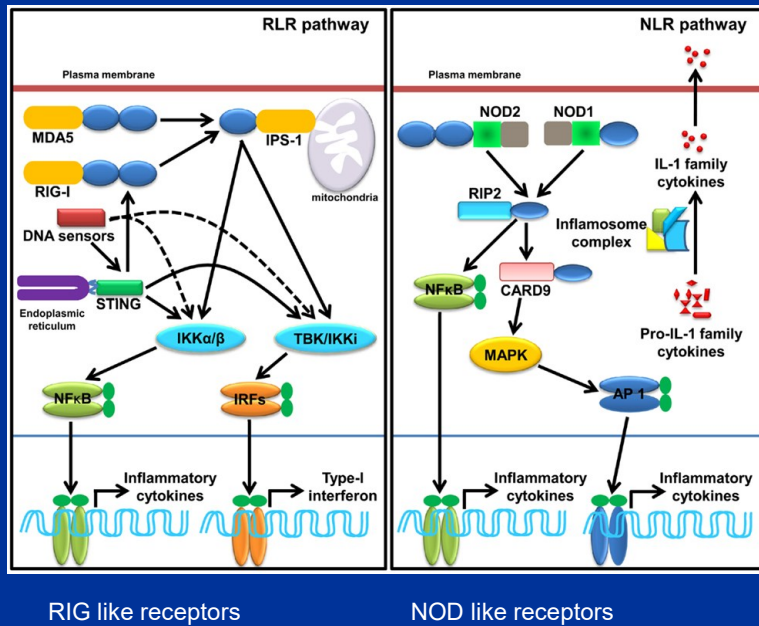 RLR pathway
Plasma membrane
MDA5
IPS-1
RIG-I
mitochondria
DNA sensors
STING
Endoplasmic
reticulum
IKKα/β
TBK/IKKi
NFκB
IRFs
Inflammatory
cytokines
Type-I
interferon
NLR pathway
Plasma membrane
NOD2
NOD1
IL-1 family
cytokines
RIP2
Inflamosome
complex
NFκB
CARD9
Pro-IL-1 family
cytokines
MAPK
AP 1
Inflammatory
cytokines
Inflammatory
cytokines
RIG like receptors
NOD like receptors